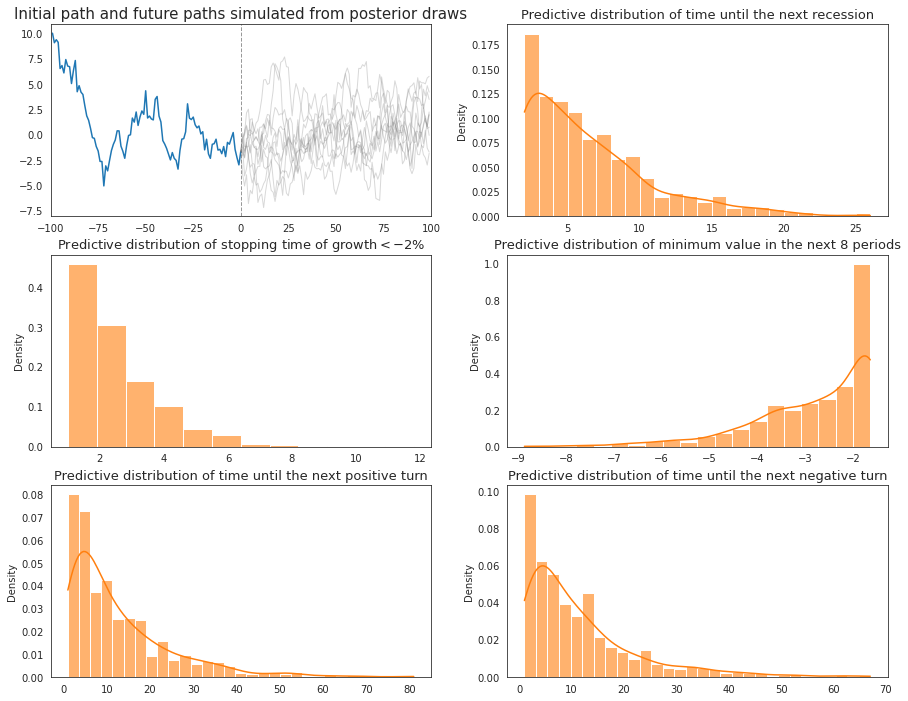 Initial path and future paths simulated from posterior draws
10.0
7.5
5.0
2.5
0.0
−2.5
−5.0
−7.5
−100 −75 −50 −25 0 25 50 75 100
Predictive distribution of time until the next recession
Density
0.175
0.150
0.125
0.100
0.075
0.050
0.025
0.000
5 10 15 20 25
Predictive distribution of stopping time of growth < −2%
Density
0.4
0.3
0.2
0.1
0.0
2 4 6 8 10 12
Predictive distribution of minimum value in the next 8 periods
Density
1.0
0.8
0.6
0.4
0.2
0.0
−9 −8 −7 −6 −5 −4 −3 −2
Predictive distribution of time until the next positive turn
Density
0.08
0.07
0.06
0.05
0.04
0.03
0.02
0.01
0.00
0 10 20 30 40 50 60 70 80
Predictive distribution of time until the next negative turn
Density
0.10
0.08
0.06
0.04
0.02
0.00
0 10 20 30 40 50 60 70